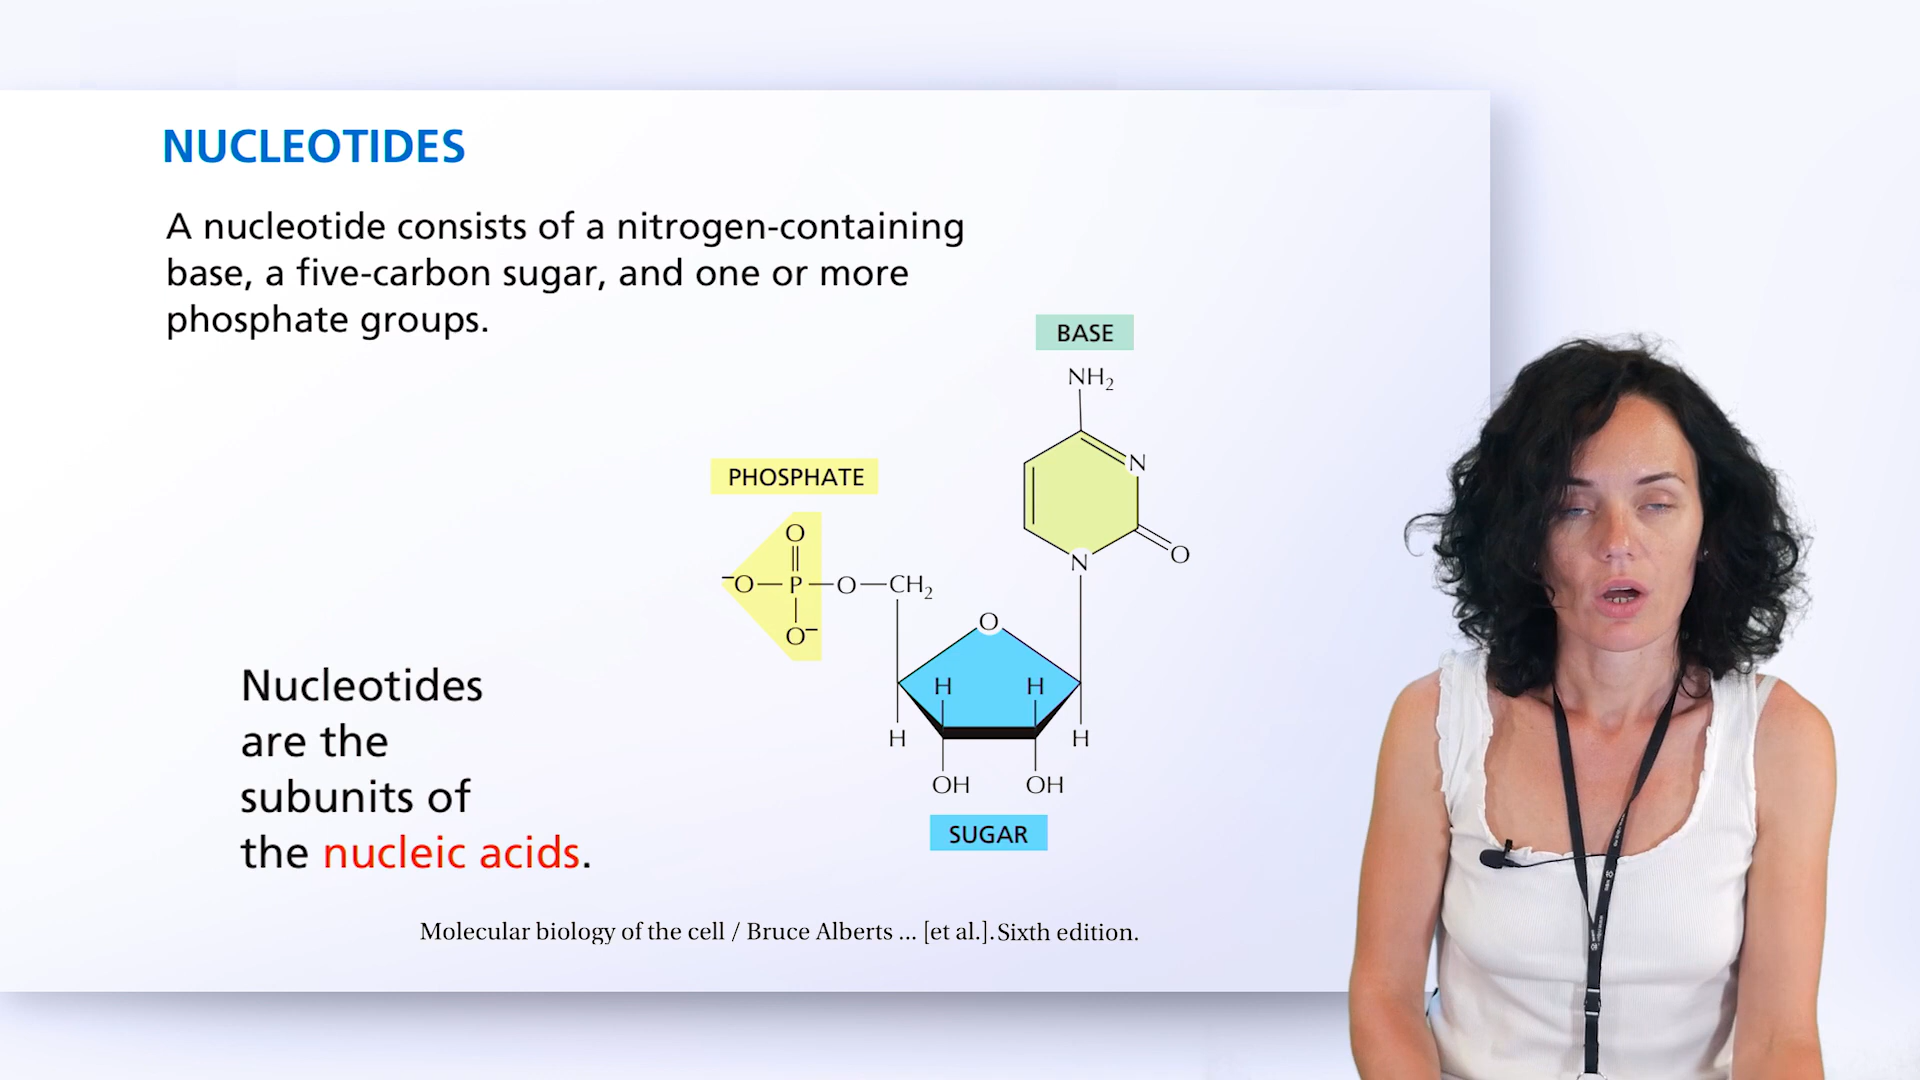 NUCLEOTIDES
A nucleotide consists of a nitrogen-containing
base, a five-carbon sugar, and one or more
phosphate groups.
BASE
NH₂
N
PHOSPHATE
O
O
N
⁻O—P—O—CH₂
O⁻
O
H H
H H
OH OH
SUGAR
Nucleotides
are the
subunits of
the nucleic acids.
Molecular biology of the cell / Bruce Alberts ... [et al.]. Sixth edition.